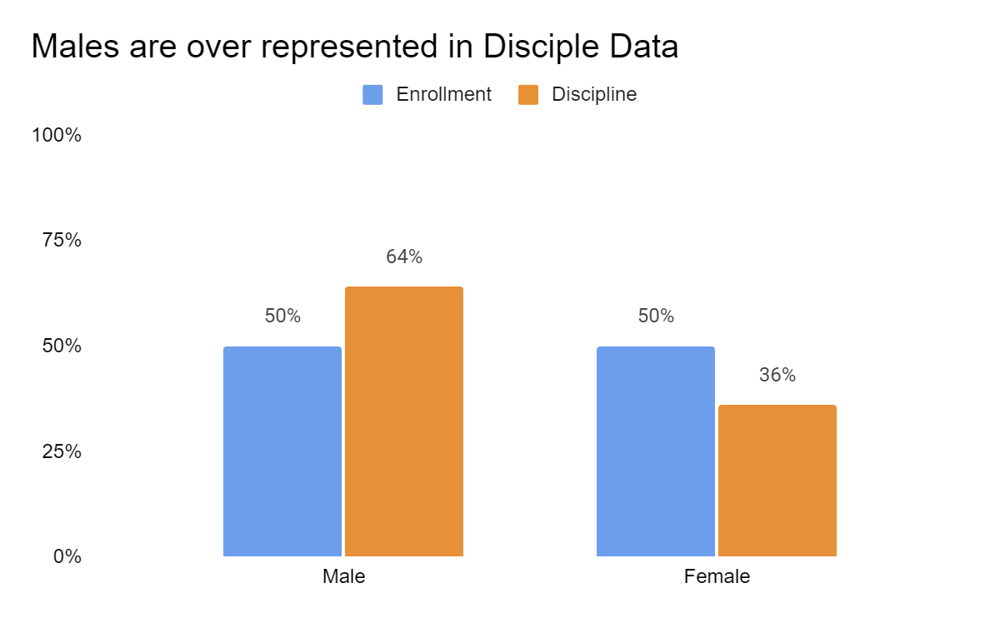 Males are over represented in Disciple Data
Enrollment Discipline
100%
75%
64%
50% 50%
50%
36%
25%
0%
Male Female